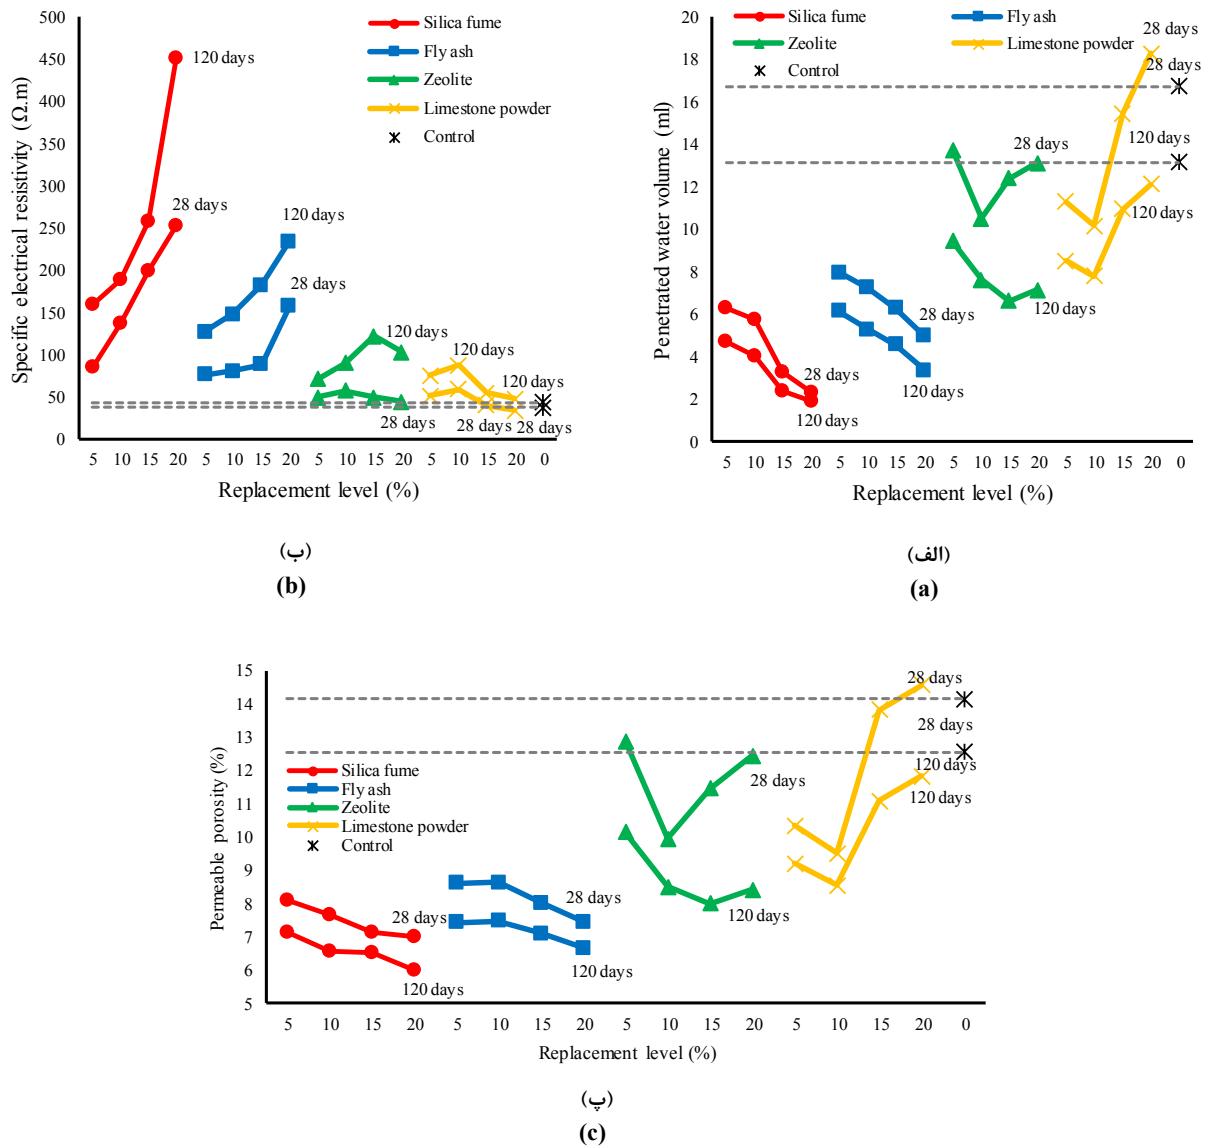 500
450
400
350
300
250
200
150
100
50
0
Specific electrical resistivity (Ω.m)
Silica fume
Fly ash
Zeolite
Limestone powder
Control
120 days
28 days
120 days
28 days
120 days
28 days
120 days
28 days
120 days
28 days
5 10 15 20 5 10 15 20 5 10 15 20 5 10 15 20 0
Replacement level (%)
(ب)
(b)
20
18
16
14
12
10
8
6
4
2
0
Penetrated water volume (ml)
Silica fume
Fly ash
Zeolite
Limestone powder
Control
28 days
28 days
120 days
28 days
120 days
120 days
28 days
120 days
28 days
120 days
5 10 15 20 5 10 15 20 5 10 15 20 5 10 15 20 0
Replacement level (%)
(الف)
(a)
15
14
13
12
11
10
9
8
7
6
5
Permeable porosity (%)
Silica fume
Fly ash
Zeolite
Limestone powder
Control
28 days
28 days
120 days
28 days
120 days
28 days
120 days
28 days
120 days
120 days
5 10 15 20 5 10 15 20 5 10 15 20 5 10 15 20 0
Replacement level (%)
(پ)
(c)